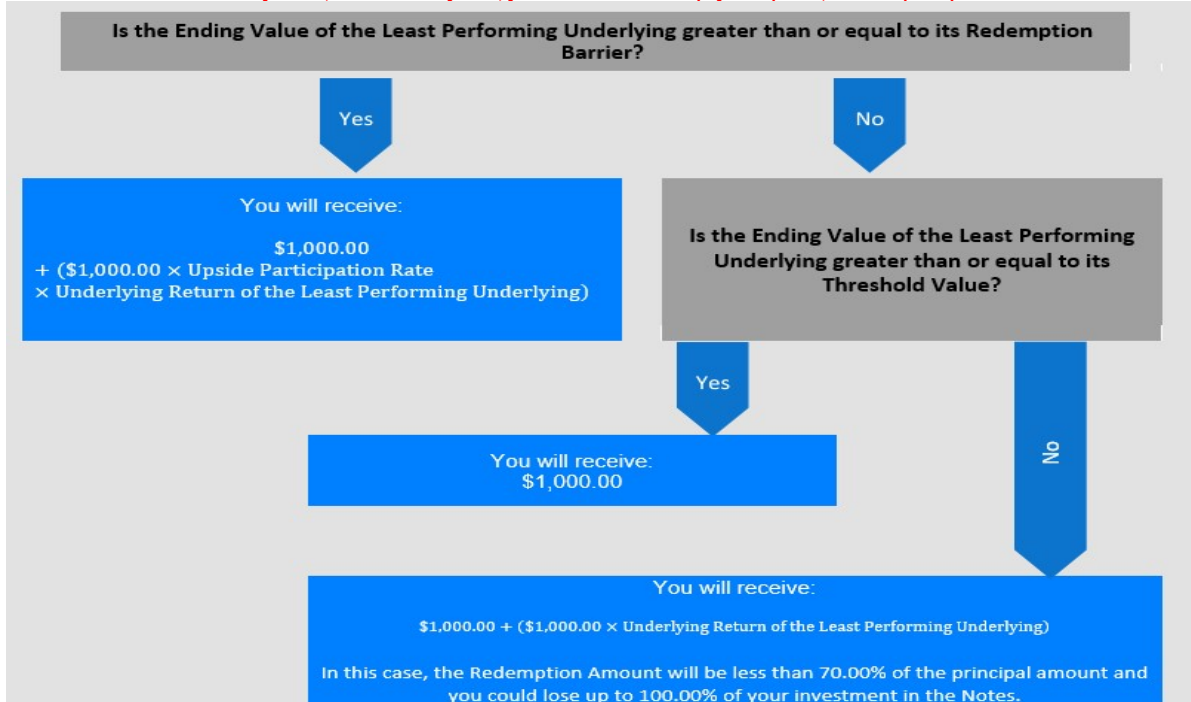 Is the Ending Value of the Least Performing Underlying greater than or equal to its Redemption
Barrier?
Yes
No
You will receive:
$1,000.00
+ ($1,000.00 × Upside Participation Rate
× Underlying Return of the Least Performing Underlying)
Is the Ending Value of the Least Performing
Underlying greater than or equal to its
Threshold Value?
Yes
No
You will receive:
$1,000.00
You will receive:
$1,000.00 + ($1,000.00 × Underlying Return of the Least Performing Underlying)
In this case, the Redemption Amount will be less than 70.00% of the principal amount and
you could lose up to 100.00% of your investment in the Notes.